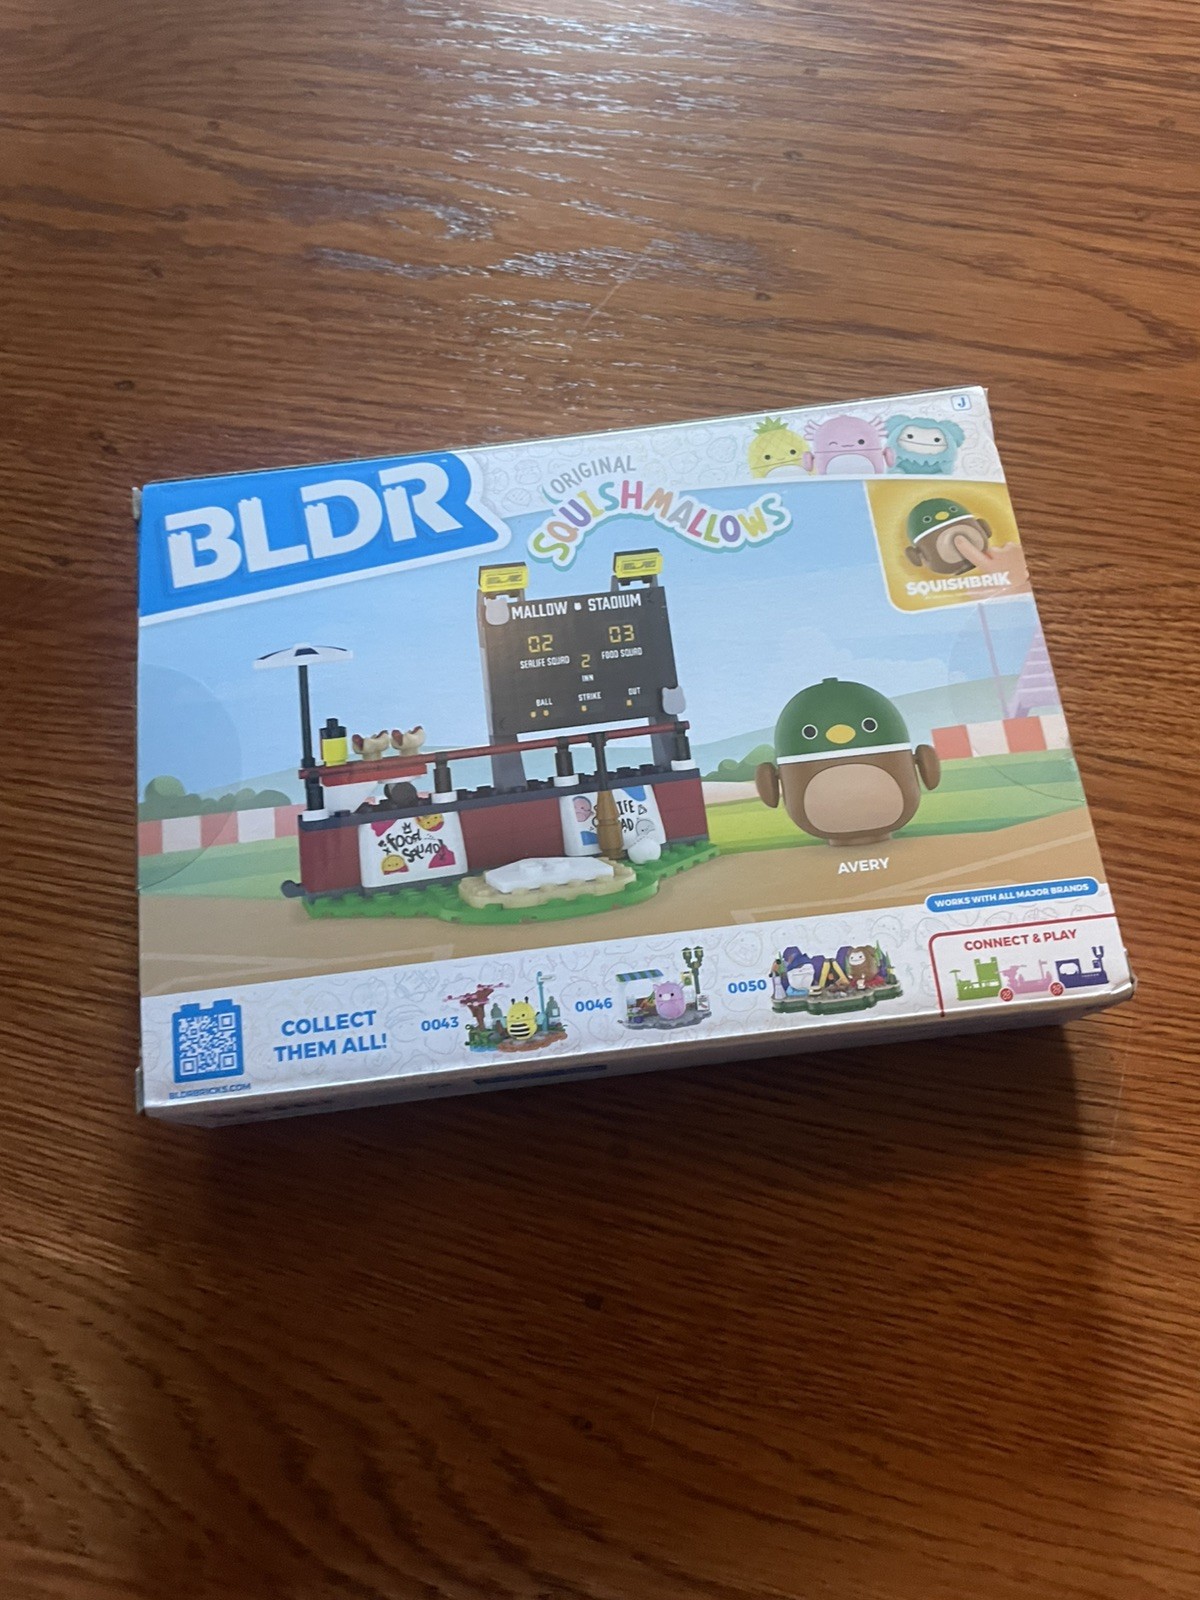 J
BLDR
ORIGINAL
SQUISHMALLOWS
SQUISHBRIK
MALLOW STADIUM
02 03
SEALIFE SQUAD FOOD SQUAD
2
INN
BALL STRIKE OUT
FOOD
SQUAD
AVERY
WORKS WITH ALL MAJOR BRANDS
CONNECT & PLAY
COLLECT
THEM ALL!
0043
0046
0050
BLDRBRICKS.COM